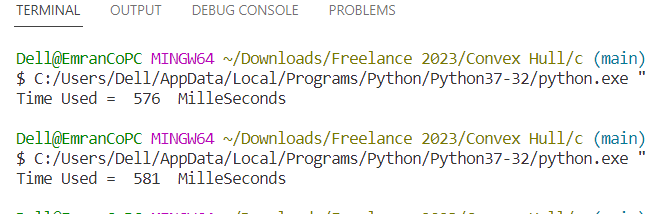 TERMINAL OUTPUT DEBUG CONSOLE PROBLEMS
Dell@EmranCoPC MINGW64 ~/Downloads/Freelance 2023/Convex Hull/c (main)
$ C:/Users/Dell/AppData/Local/Programs/Python/Python37-32/python.exe "
Time Used =  576  MilleSeconds
Dell@EmranCoPC MINGW64 ~/Downloads/Freelance 2023/Convex Hull/c (main)
$ C:/Users/Dell/AppData/Local/Programs/Python/Python37-32/python.exe "
Time Used =  581  MilleSeconds